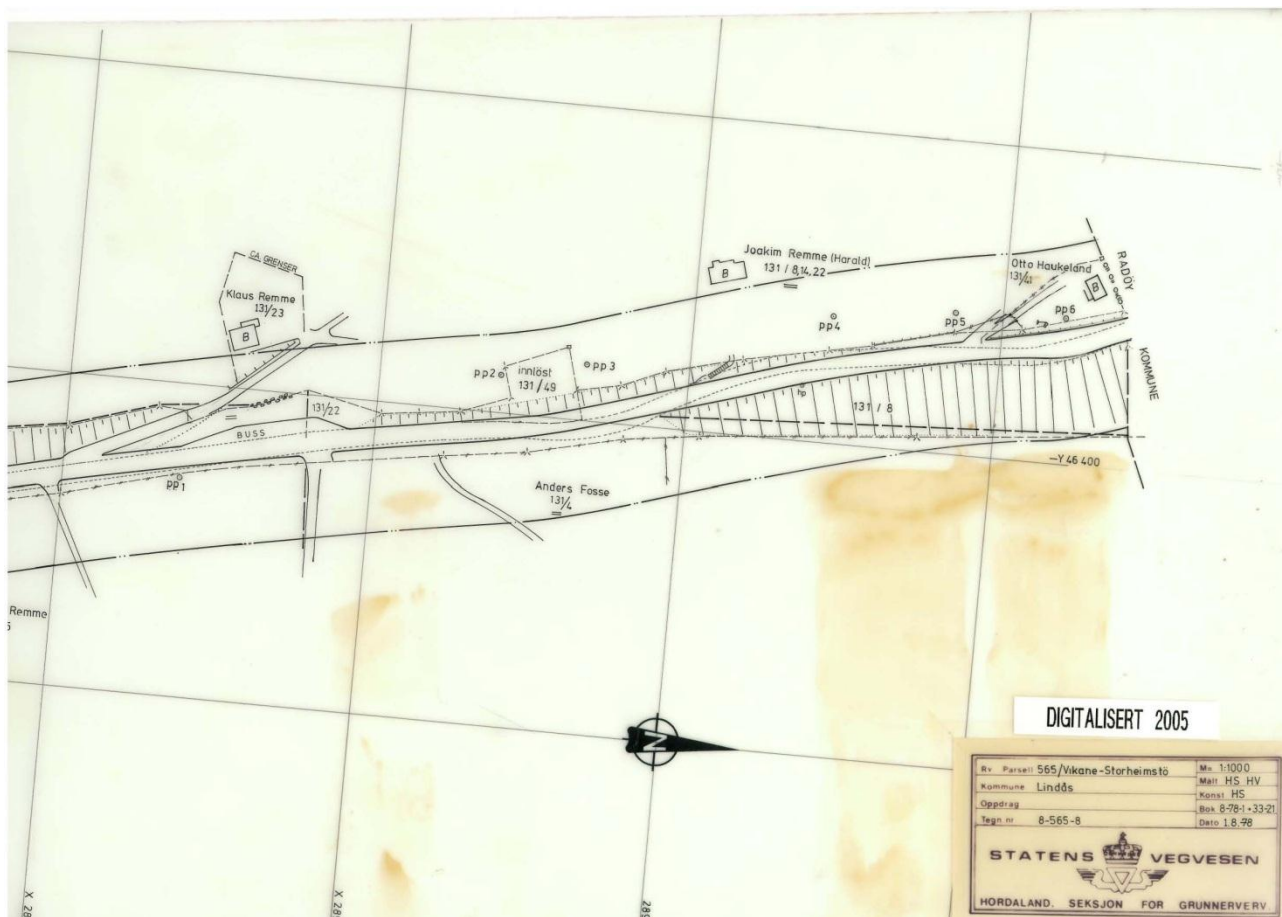 CA. GRENSER
Klaus Remme
131/23
B
Joakim Remme (Harald)
131 / 8,14,22
B
Otto Haukeland
131/41
B
RADÖY
KOMMUNE
pp4
pp5
pp6
pp2
innlöst
131 / 49
pp3
131/22
BUSS
hp
131 / 8
pp1
Anders Fosse
131/4
—Y 46 400
Remme
5
N
X 28
X 28
DIGITALISERT 2005
Rv. Parsell 565/Vikane-Storheimstö
Kommune Lindås
Oppdrag
Tegn nr 8-565-8
M= 1:1000
Målt HS HV
Konst HS
Bok 8-78-1+33-21
Dato 1.8.78
STATENS VEGVESEN
HORDALAND. SEKSJON FOR GRUNNERVERV